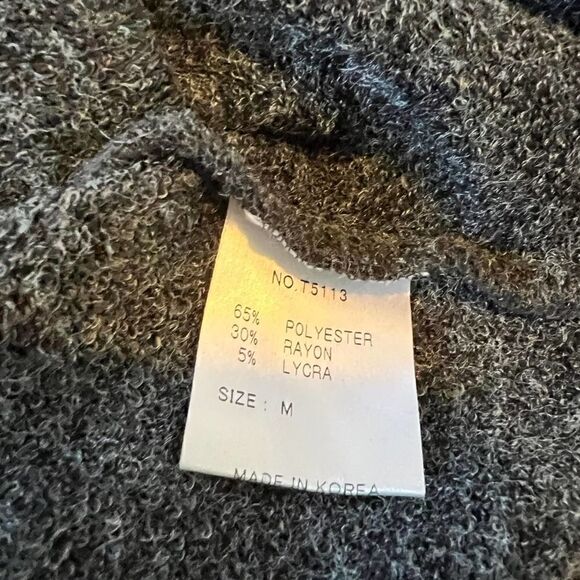 NO.T5113
65% POLYESTER
30% RAYON
5% LYCRA
SIZE : M
MADE IN KOREA